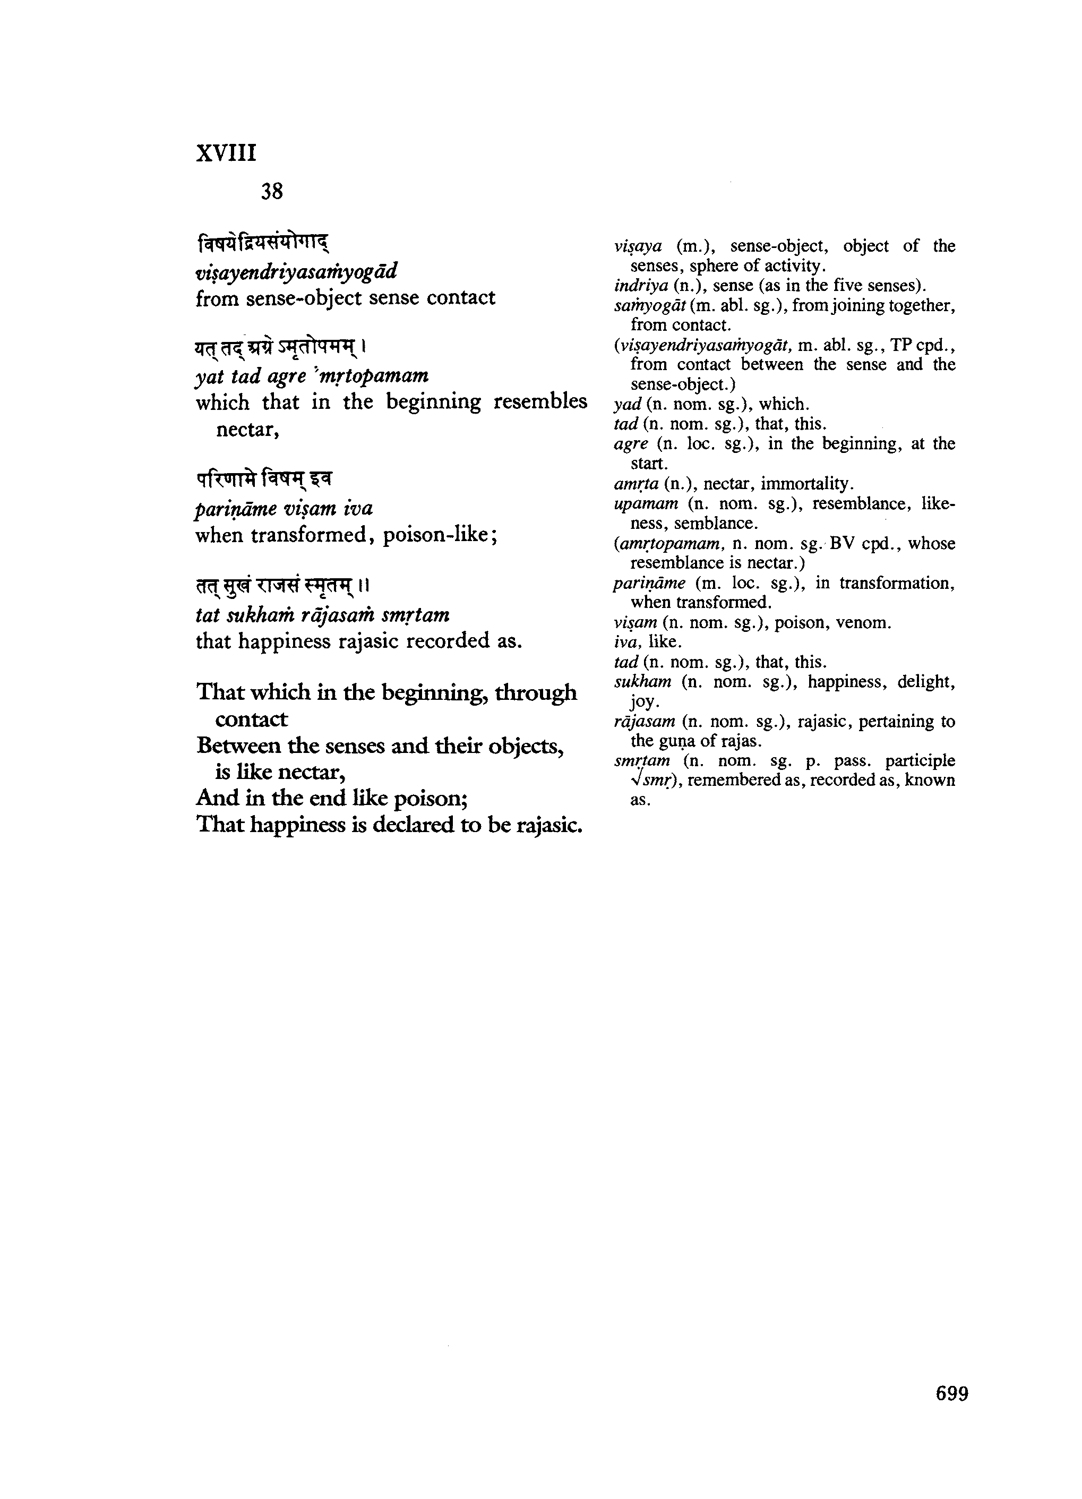 XVIII
38
विषयेंद्रियसंयोगाद्
viṣayendriyasaṁyogād
from sense-object sense contact
यत् तद् अग्रे ऽमृतोपमम् ।
yat tad agre 'mṛtopamam
which that in the beginning resembles
nectar,
परिणामे विषम् इव
pariṇāme viṣam iva
when transformed, poison-like;
तत् सुखं राजसं स्मृतम् ॥
tat sukhaṁ rājasaṁ smṛtam
that happiness rajasic recorded as.
That which in the beginning, through
contact
Between the senses and their objects,
is like nectar,
And in the end like poison;
That happiness is declared to be rajasic.
viṣaya (m.), sense-object, object of the
senses, sphere of activity.
indriya (n.), sense (as in the five senses).
saṁyogāt (m. abl. sg.), from joining together,
from contact.
(viṣayendriyasaṁyogāt, m. abl. sg., TP cpd.,
from contact between the sense and the
sense-object.)
yad (n. nom. sg.), which.
tad (n. nom. sg.), that, this.
agre (n. loc. sg.), in the beginning, at the
start.
amṛta (n.), nectar, immortality.
upamam (n. nom. sg.), resemblance, like-
ness, semblance.
(amṛtopamam, n. nom. sg. BV cpd., whose
resemblance is nectar.)
pariṇāme (m. loc. sg.), in transformation,
when transformed.
viṣam (n. nom. sg.), poison, venom.
iva, like.
tad (n. nom. sg.), that, this.
sukham (n. nom. sg.), happiness, delight,
joy.
rājasam (n. nom. sg.), rajasic, pertaining to
the guṇa of rajas.
smṛtam (n. nom. sg. p. pass. participle
√smṛ), remembered as, recorded as, known
as.
699